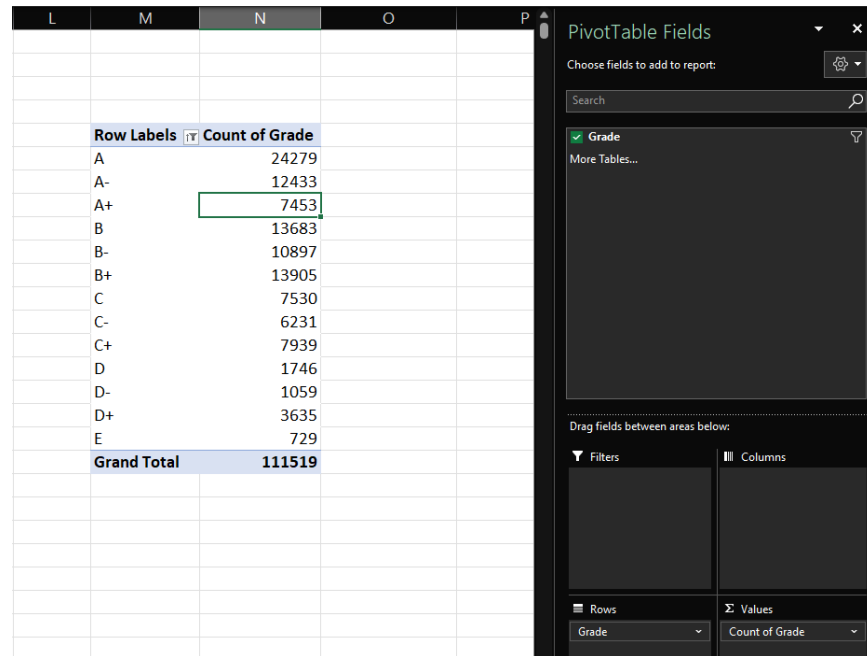 L M N O P
PivotTable Fields
Choose fields to add to report:
Search
Grade
More Tables...
Row Labels Count of Grade
A 24279
A- 12433
A+ 7453
B 13683
B- 10897
B+ 13905
C 7530
C- 6231
C+ 7939
D 1746
D- 1059
D+ 3635
E 729
Grand Total 111519
Drag fields between areas below:
Filters
Columns
Rows
Σ Values
Grade
Count of Grade